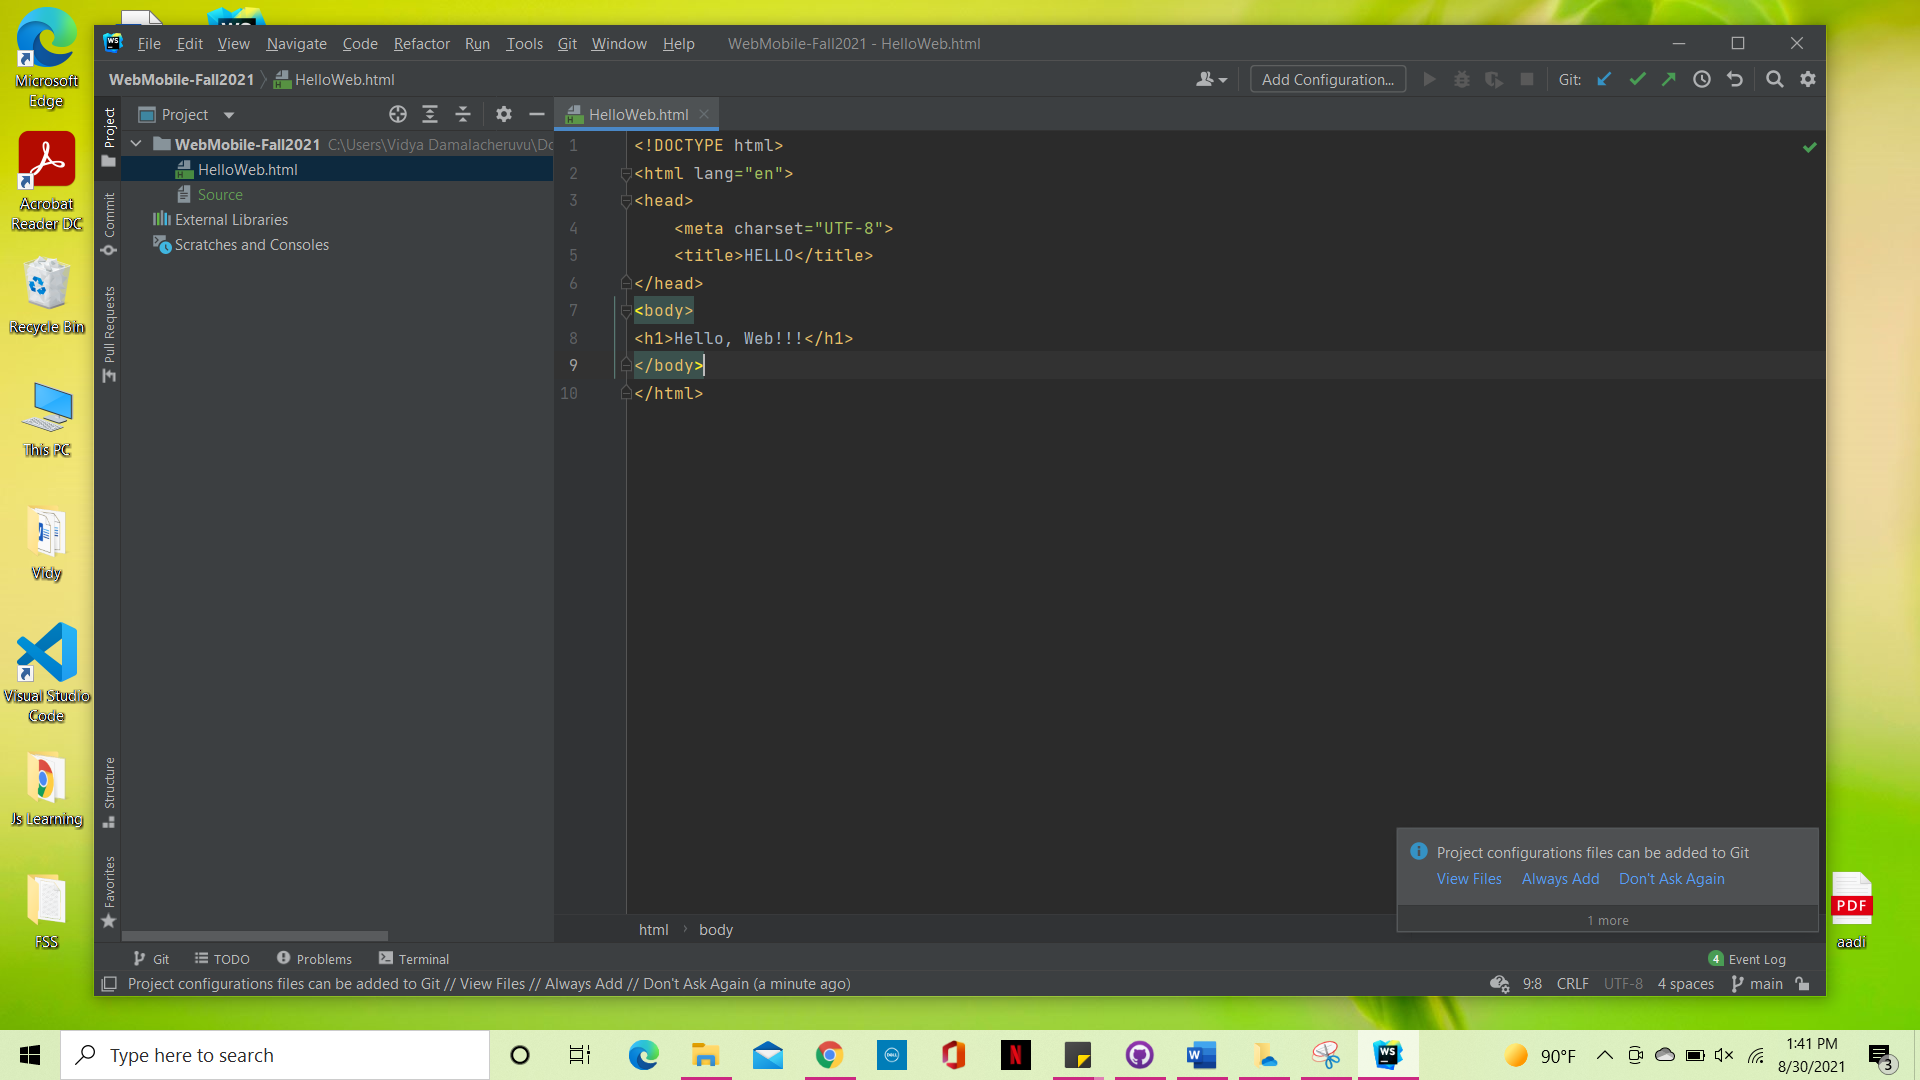 Microsoft
Edge
Acrobat
Reader DC
Recycle Bin
This PC
Vidy
Visual Studio
Code
Js Learning
FSS
WS
File Edit View Navigate Code Refactor Run Tools Git Window Help WebMobile-Fall2021 - HelloWeb.html
WebMobile-Fall2021 HelloWeb.html Add Configuration... Git:
Project
Commit
Pull Requests
Structure
Favorites
Project
WebMobile-Fall2021 C:\Users\Vidya Damalacheruvu\Do
HelloWeb.html
Source
External Libraries
Scratches and Consoles
HelloWeb.html
1 <!DOCTYPE html>
2 <html lang="en">
3 <head>
4 <meta charset="UTF-8">
5 <title>HELLO</title>
6 </head>
7 <body>
8 <h1>Hello, Web!!!</h1>
9 </body>
10 </html>
Project configurations files can be added to Git
View Files Always Add Don't Ask Again
1 more
html body
Git TODO Problems Terminal 4 Event Log
Project configurations files can be added to Git // View Files // Always Add // Don't Ask Again (a minute ago) 9:8 CRLF UTF-8 4 spaces main
PDF
aadi
Type here to search
DELL
N
W
WS
90°F
1:41 PM
8/30/2021
3